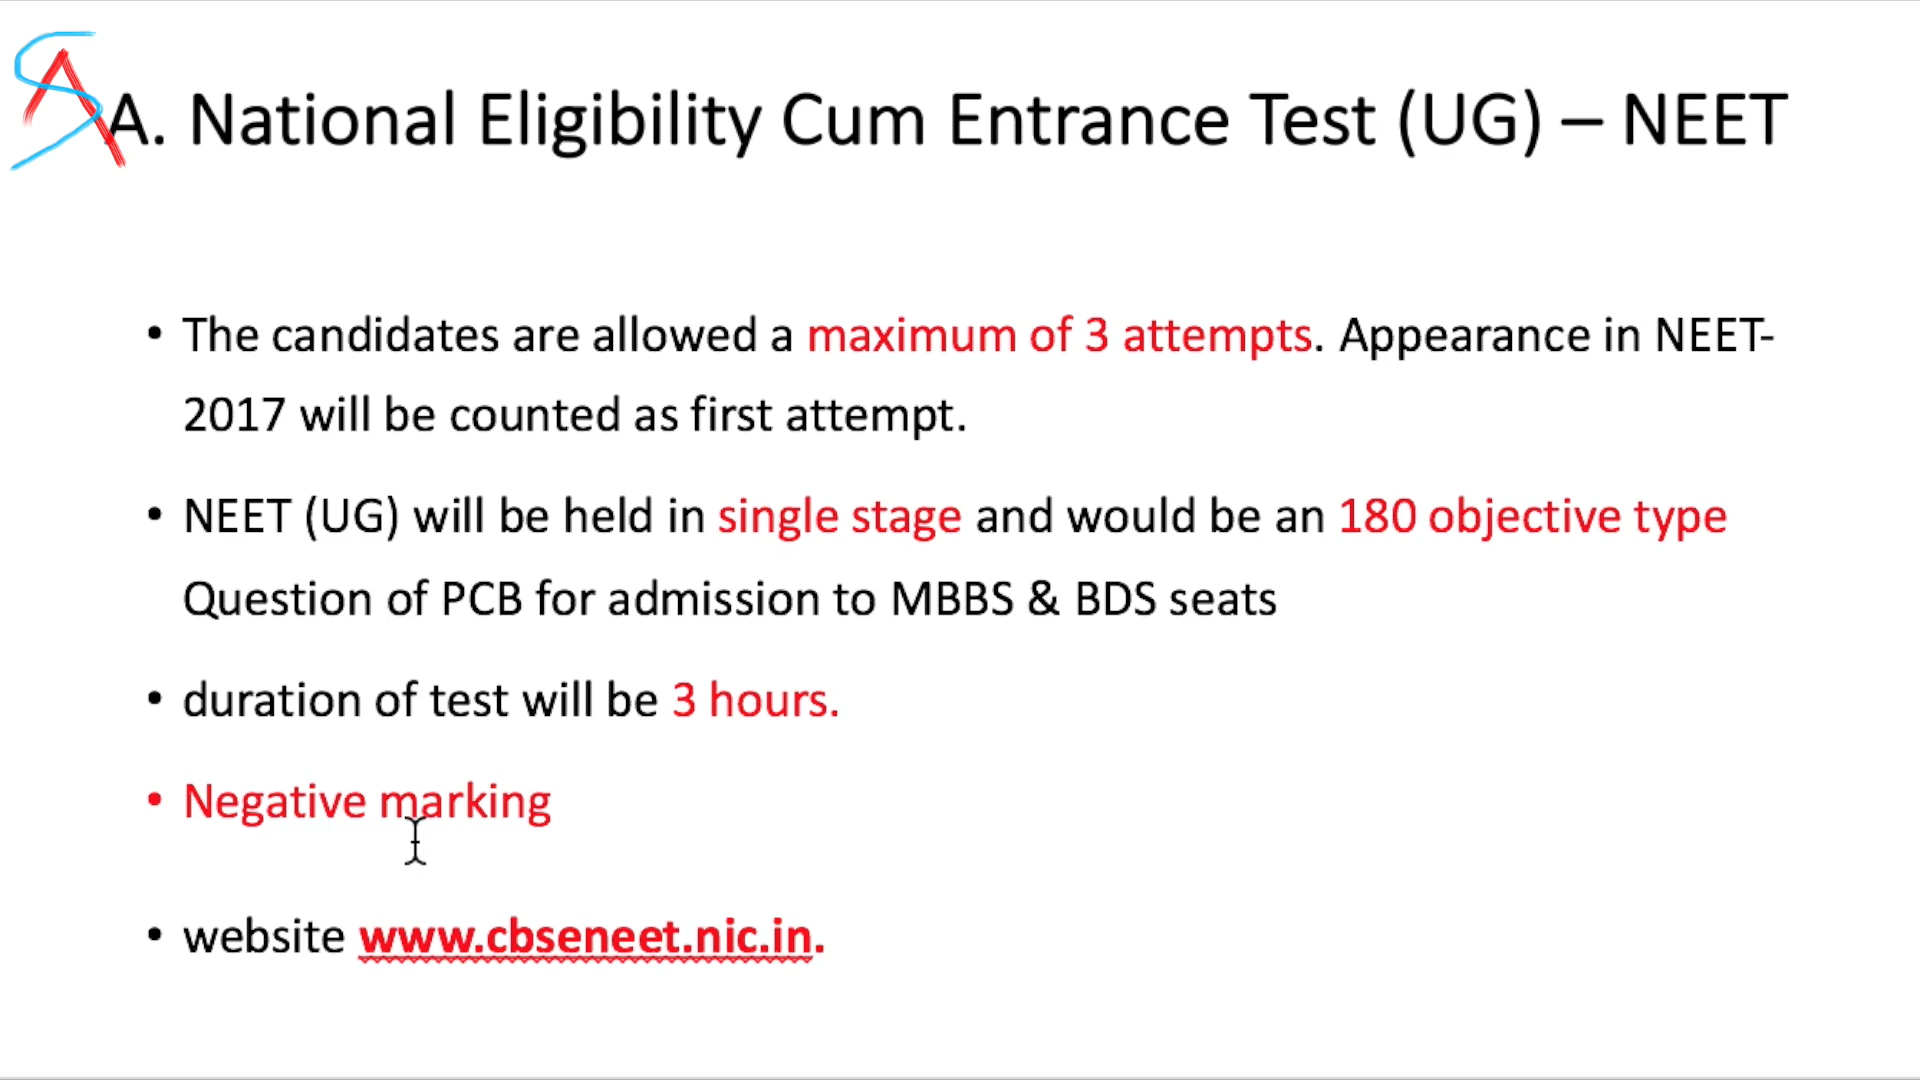 SA
A. National Eligibility Cum Entrance Test (UG) – NEET
• The candidates are allowed a maximum of 3 attempts. Appearance in NEET-
2017 will be counted as first attempt.
• NEET (UG) will be held in single stage and would be an 180 objective type
Question of PCB for admission to MBBS & BDS seats
• duration of test will be 3 hours.
• Negative marking
• website www.cbseneet.nic.in.